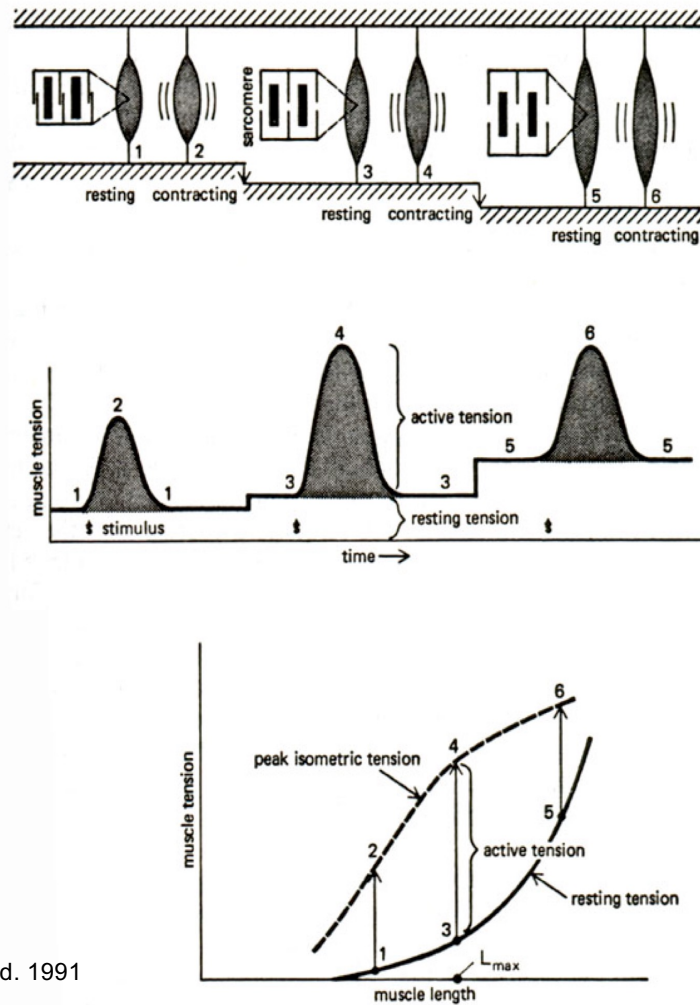 sarcomere
1 2 3 4 5 6
resting contracting
resting contracting
resting contracting
muscle tension
2
4
6
1 1
3 3
5 5
active tension
stimulus
resting tension
time
muscle tension
peak isometric tension
2
4
6
1
3
5
active tension
resting tension
L max
muscle length
d. 1991